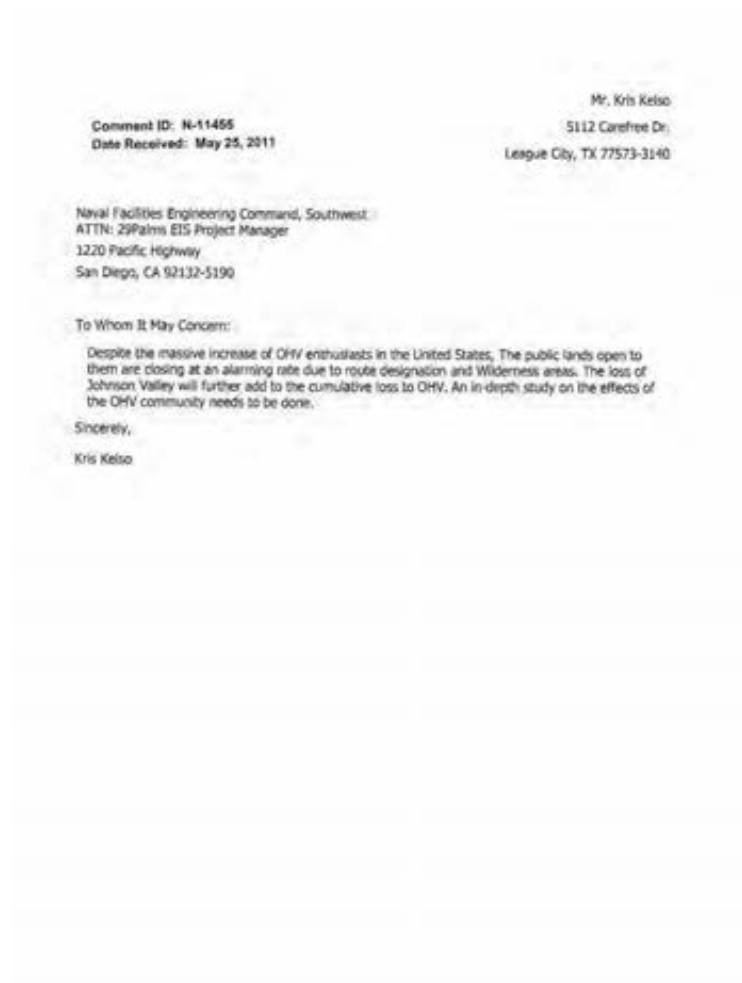 Mr. Kris Kelso
Comment ID: N-11455
5112 Carefree Dr.
Date Received: May 25, 2011
League City, TX 77573-3140
Naval Facilities Engineering Command, Southwest
ATTN: 29Palms EIS Project Manager
1220 Pacific Highway
San Diego, CA 92132-5190
To Whom It May Concern:
Despite the massive increase of OHV enthusiasts in the United States, The public lands open to
them are closing at an alarming rate due to route designation and Wilderness areas. The loss of
Johnson Valley will further add to the cumulative loss to OHV. An in-depth study on the effects of
the OHV community needs to be done.
Sincerely,
Kris Kelso